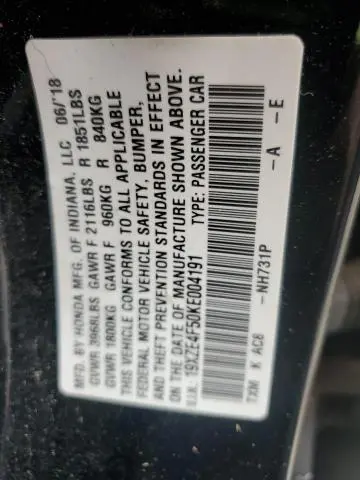 MFD. BY HONDA MFG. OF INDIANA, LLC 06/'18
GVWR 3968LBS GAWR F 2116LBS R 1851LBS
GVWR 1800KG GAWR F 960KG R 840KG
THIS VEHICLE CONFORMS TO ALL APPLICABLE
FEDERAL MOTOR VEHICLE SAFETY, BUMPER,
AND THEFT PREVENTION STANDARDS IN EFFECT
ON THE DATE OF MANUFACTURE SHOWN ABOVE.
V.I.N. 19XZE4F50KE004191 TYPE: PASSENGER CAR
-NH731P -A -E
TXM K AC8